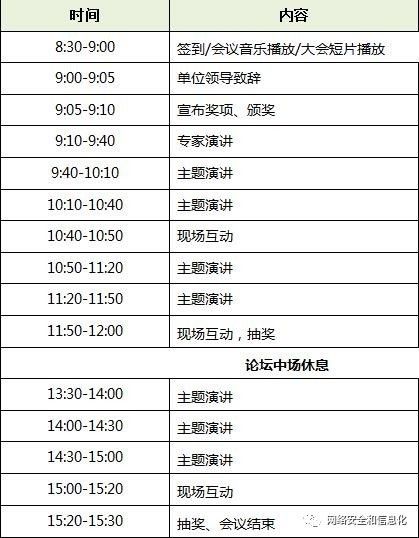 时间 内容
8:30-9:00 签到/会议音乐播放/大会短片播放
9:00-9:05 单位领导致辞
9:05-9:10 宣布奖项、颁奖
9:10-9:40 专家演讲
9:40-10:10 主题演讲
10:10-10:40 主题演讲
10:40-10:50 现场互动
10:50-11:20 主题演讲
11:20-11:50 主题演讲
11:50-12:00 现场互动，抽奖
论坛中场休息
13:30-14:00 主题演讲
14:00-14:30 主题演讲
14:30-15:00 主题演讲
15:00-15:20 现场互动
15:20-15:30 抽奖、会议结束
网络安全和信息化